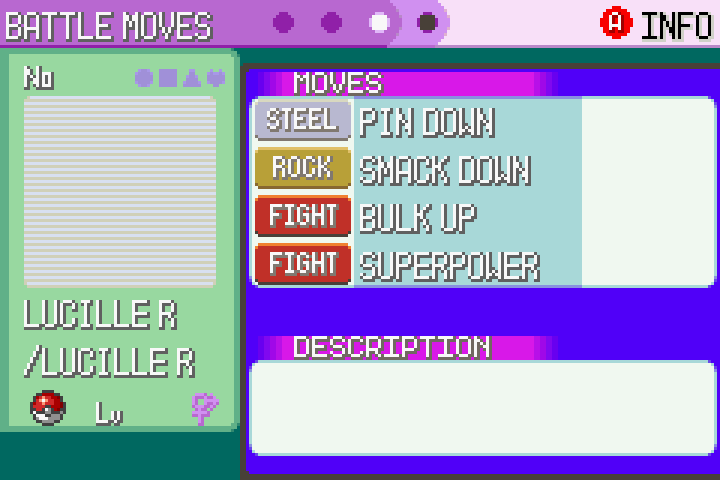 BATTLE MOVES
A INFO
No
MOVES
STEEL PIN DOWN
ROCK SMACK DOWN
FIGHT BULK UP
FIGHT SUPERPOWER
LUCILLE R
/LUCILLE R
Lv
DESCRIPTION